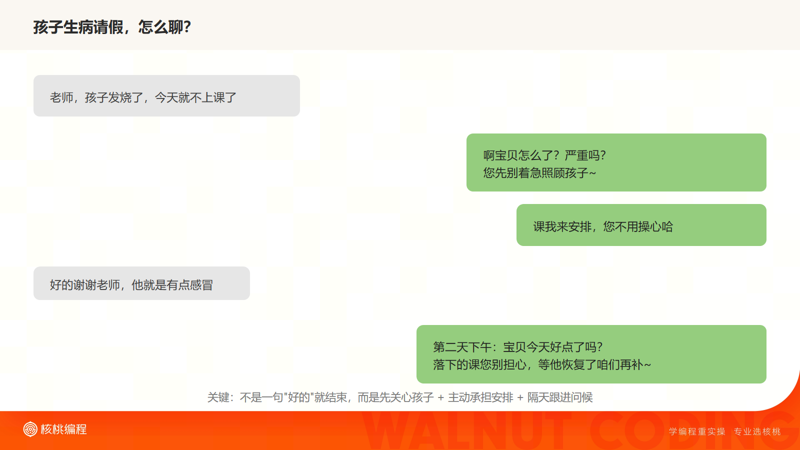 孩子生病请假，怎么聊？
老师，孩子发烧了，今天就不上课了
啊宝贝怎么了？严重吗？
您先别着急照顾孩子~
课我来安排，您不用操心哈
好的谢谢老师，他就是有点感冒
第二天下午：宝贝今天好点了吗？
落下的课您别担心，等他恢复了咱们再补~
关键：不是一句"好的"就结束，而是先关心孩子 + 主动承担安排 + 隔天跟进问候
核桃编程
WALNUT CODING
学编程重实操 专业选核桃